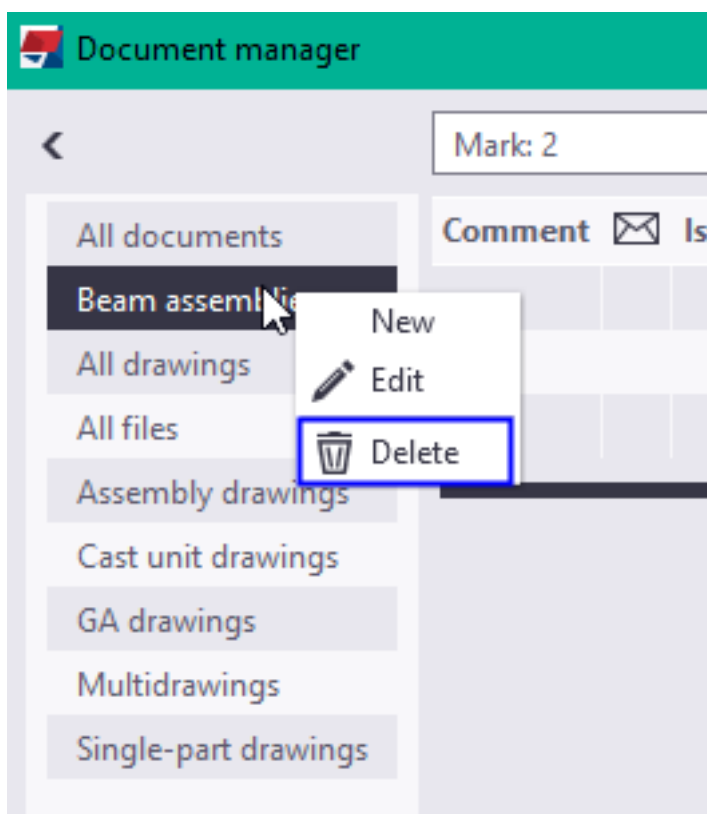 Document manager
Mark: 2
Comment Is
All documents
Beam assemblie
All drawings
All files
Assembly drawings
Cast unit drawings
GA drawings
Multidrawings
Single-part drawings
New
Edit
Delete